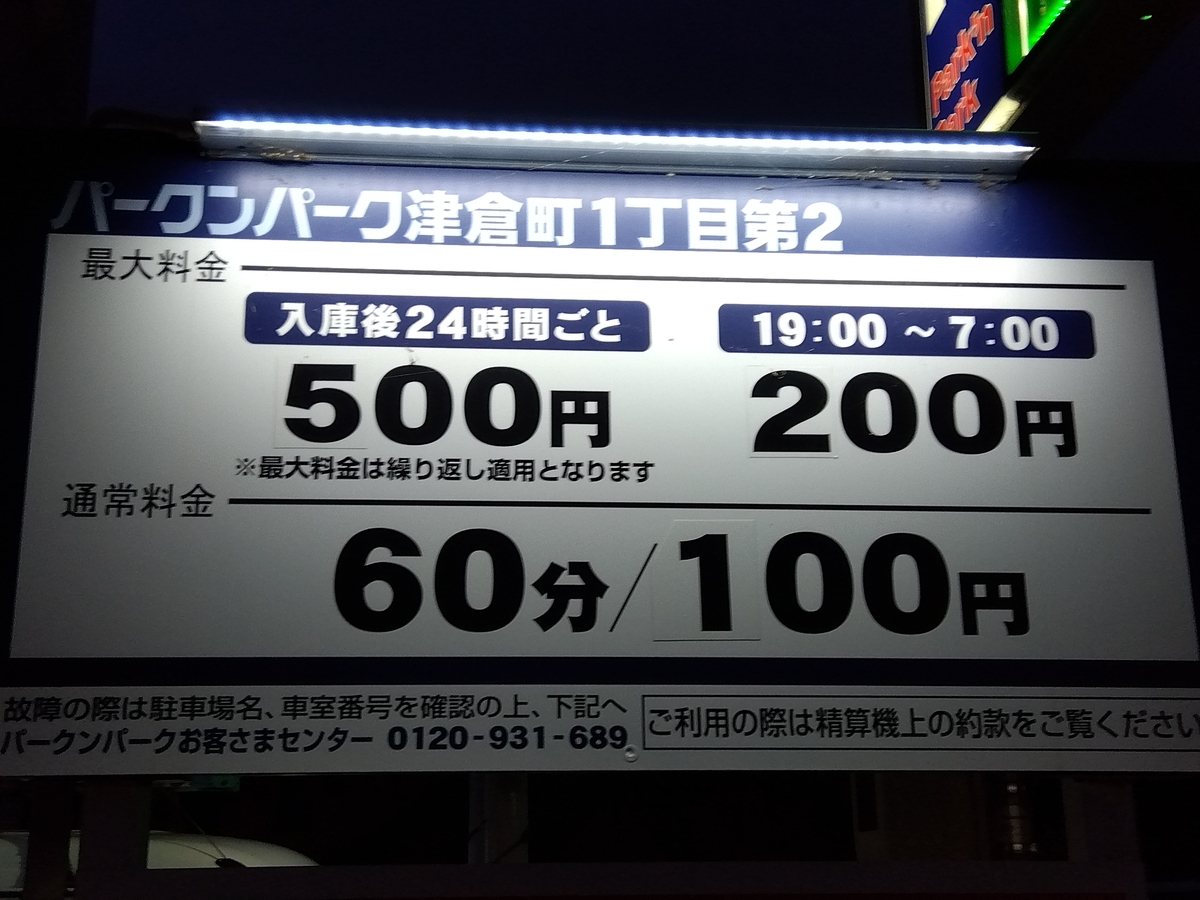 パークンパーク津倉町1丁目第2
最大料金
入庫後24時間ごと
19:00 ~ 7:00
500円
200円
※最大料金は繰り返し適用となります
通常料金
60分/100円
故障の際は駐車場名、車室番号を確認の上、下記へ
パークンパークお客さまセンター 0120-931-689
ご利用の際は精算機上の約款をご覧ください